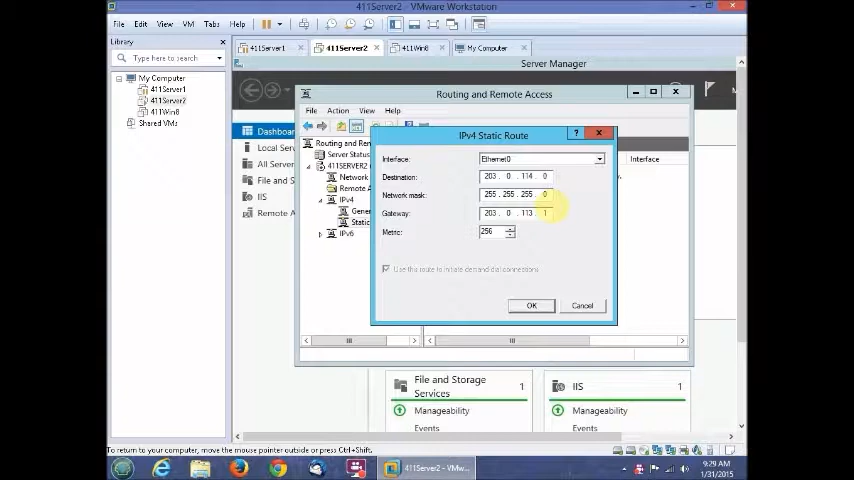 411Server2 - VMware Workstation
File Edit View VM Tabs Help
Library
Type here to search
My Computer
411Server1
411Server2
411Win8
Shared VMs
411Server1 411Server2 411Win8 My Computer
Server Manager
Dashboar
Local Serv
All Server
File and S
IIS
Remote A
Routing and Remote Access
File Action View Help
Routing and Rem
Server Status
411SERVER2
Network
Remote A
IPv4
Gene
Static
IPv6
Interface
IPv4 Static Route
Interface: Ethernet0
Destination: 203 . 0 . 114 . 0
Network mask: 255 . 255 . 255 . 0
Gateway: 203 . 0 . 113 . 1
Metric: 256
Use this route to initiate demand-dial connections
OK Cancel
File and Storage Services 1
Manageability
Events
IIS 1
Manageability
Events
To return to your computer, move the mouse pointer outside or press Ctrl+Shift.
411Server2 - VMw...
9:29 AM
1/31/2015